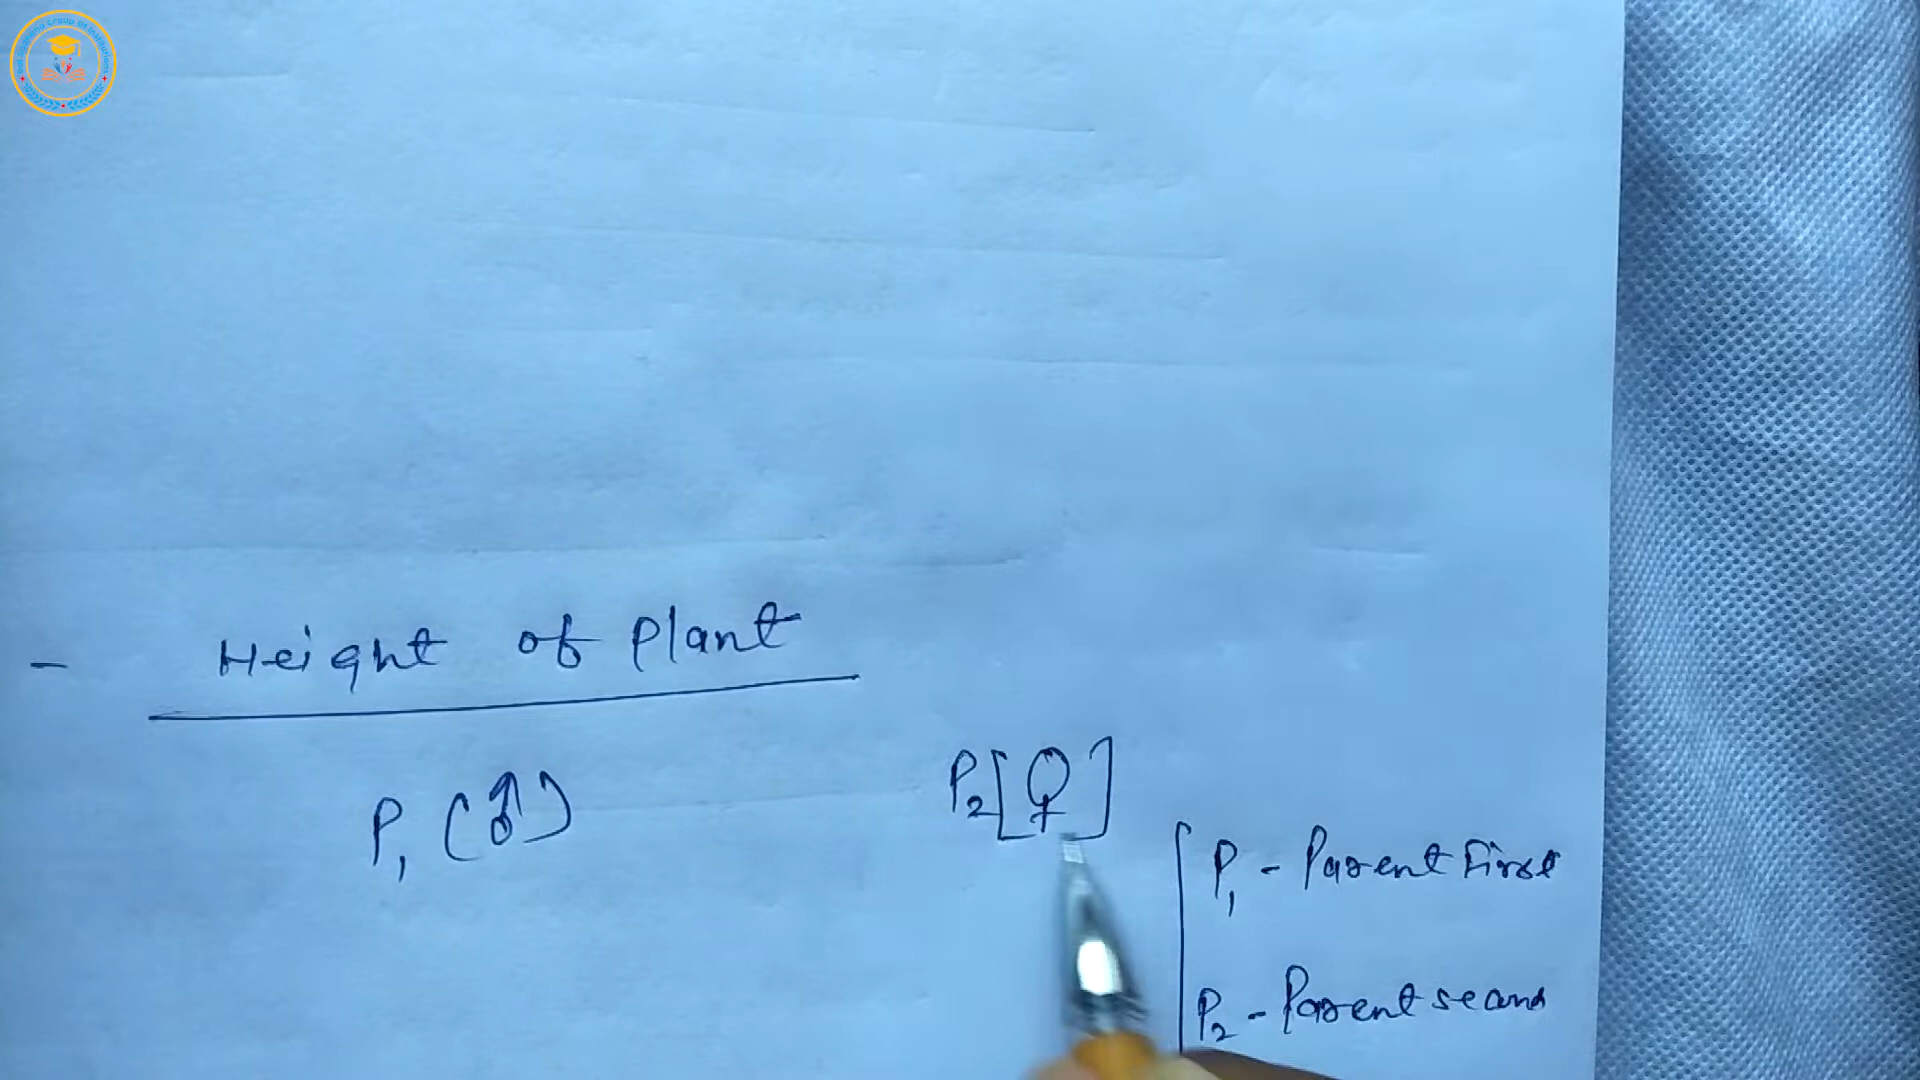 - Height of Plant
P1 (♂)
P2 [♀]
P1 - Parent First
P2 - Parent second